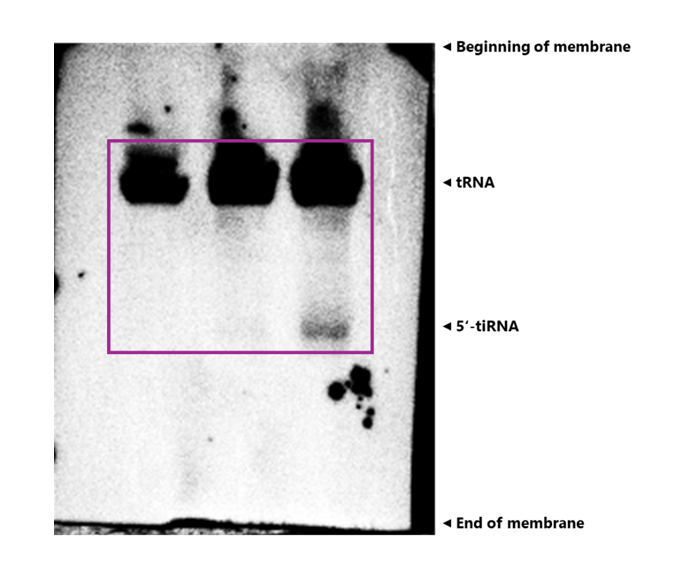 ◄ Beginning of membrane
◄ tRNA
◄ 5′-tiRNA
◄ End of membrane